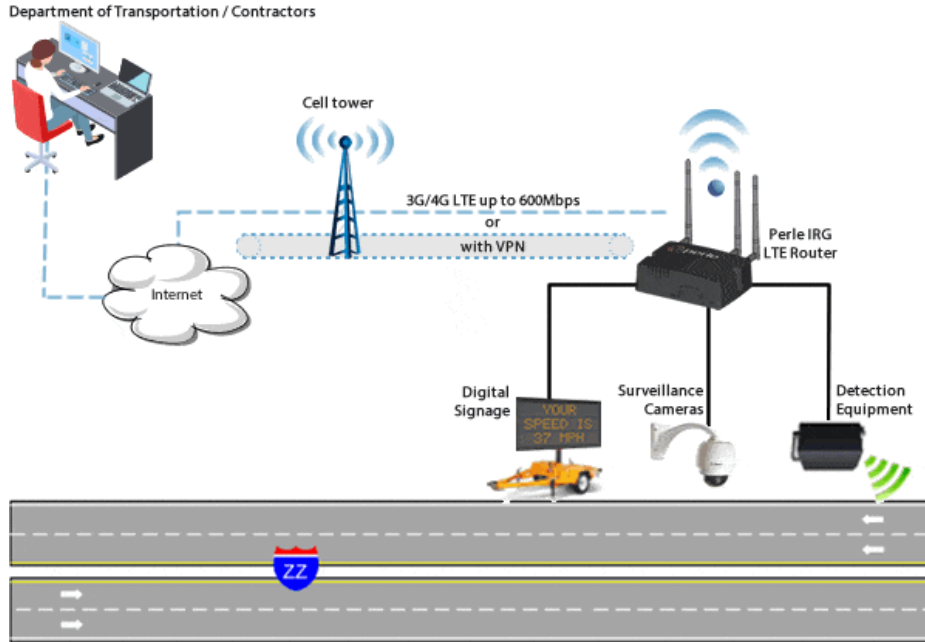 Department of Transportation / Contractors
Cell tower
3G/4G LTE up to 600Mbps
or
with VPN
Perle IRG
LTE Router
Internet
Digital
Signage
Surveillance
Cameras
Detection
Equipment
YOUR
SPEED IS
37 MPH
ZZ